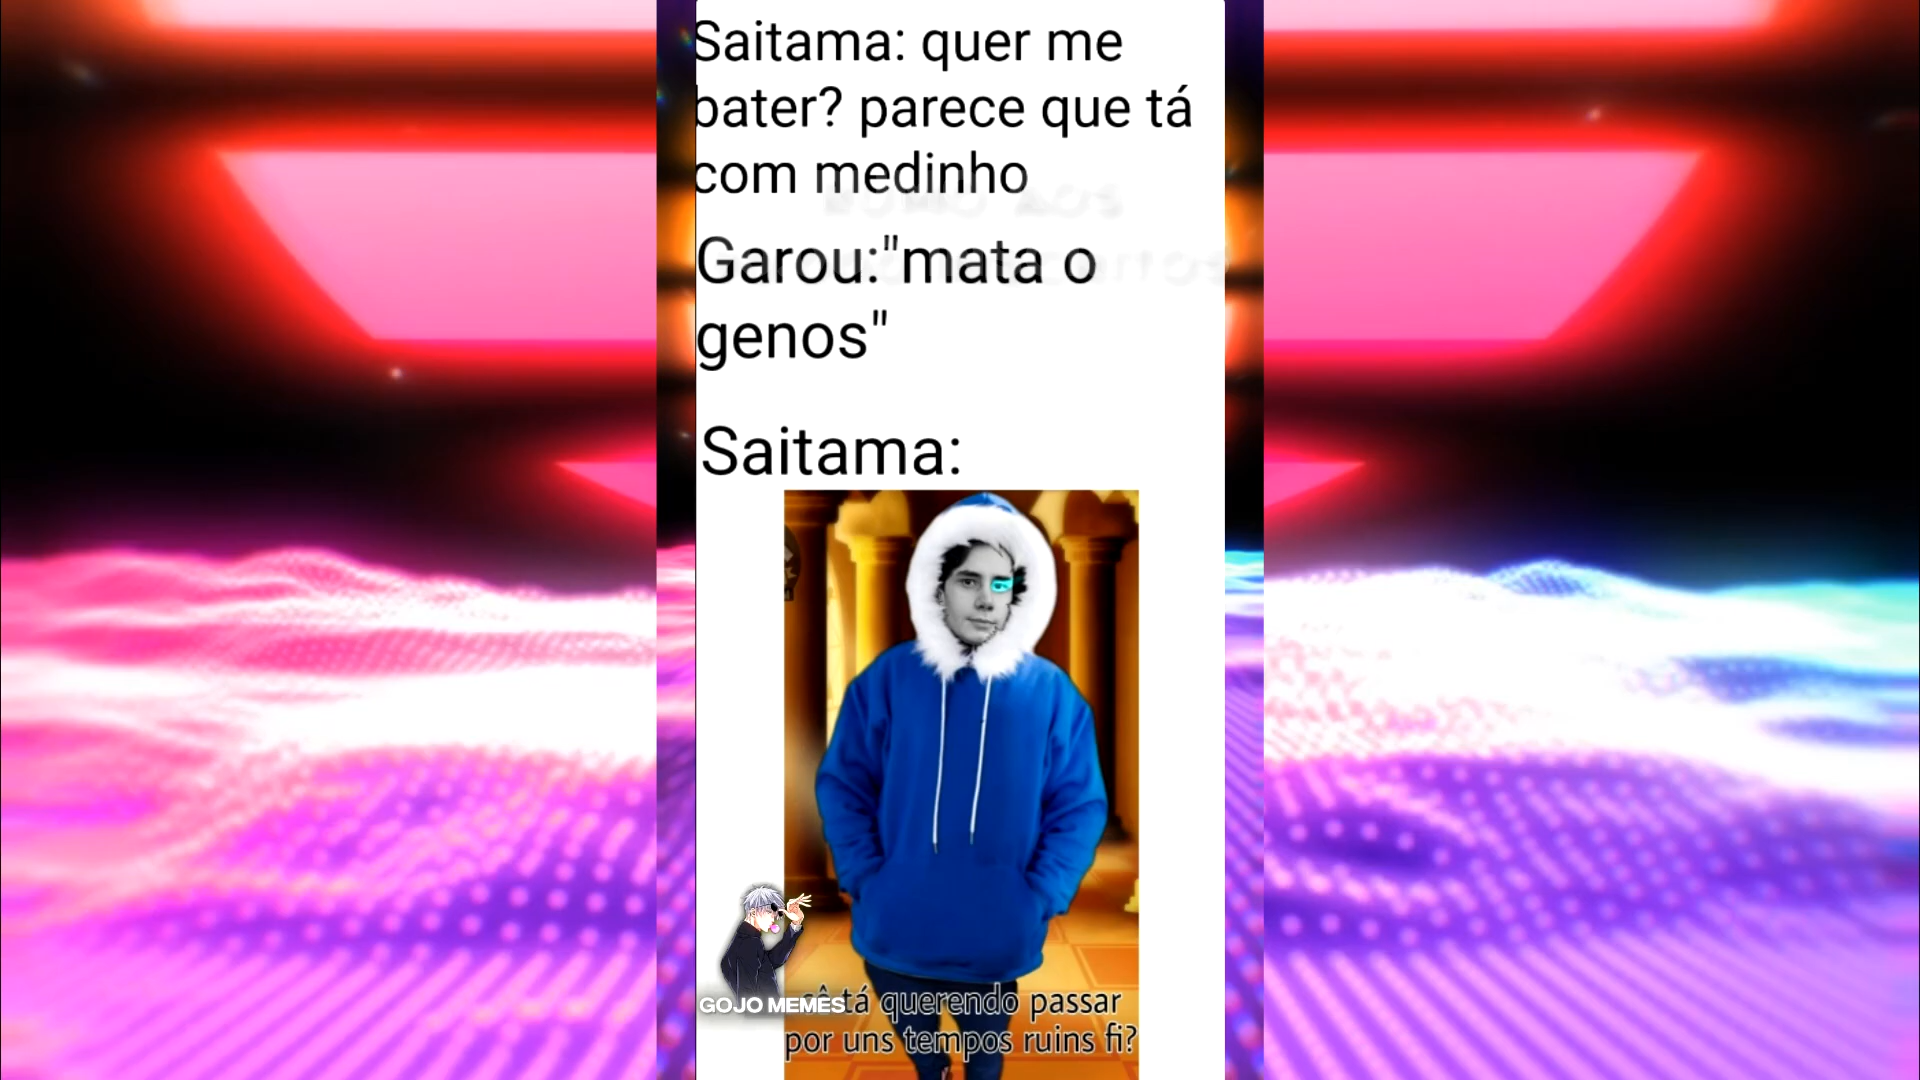 Saitama: quer me
bater? parece que tá
com medinho
Garou:"mata o
genos"
Saitama:
cê tá querendo passar
por uns tempos ruins fi?
GOJO MEMES